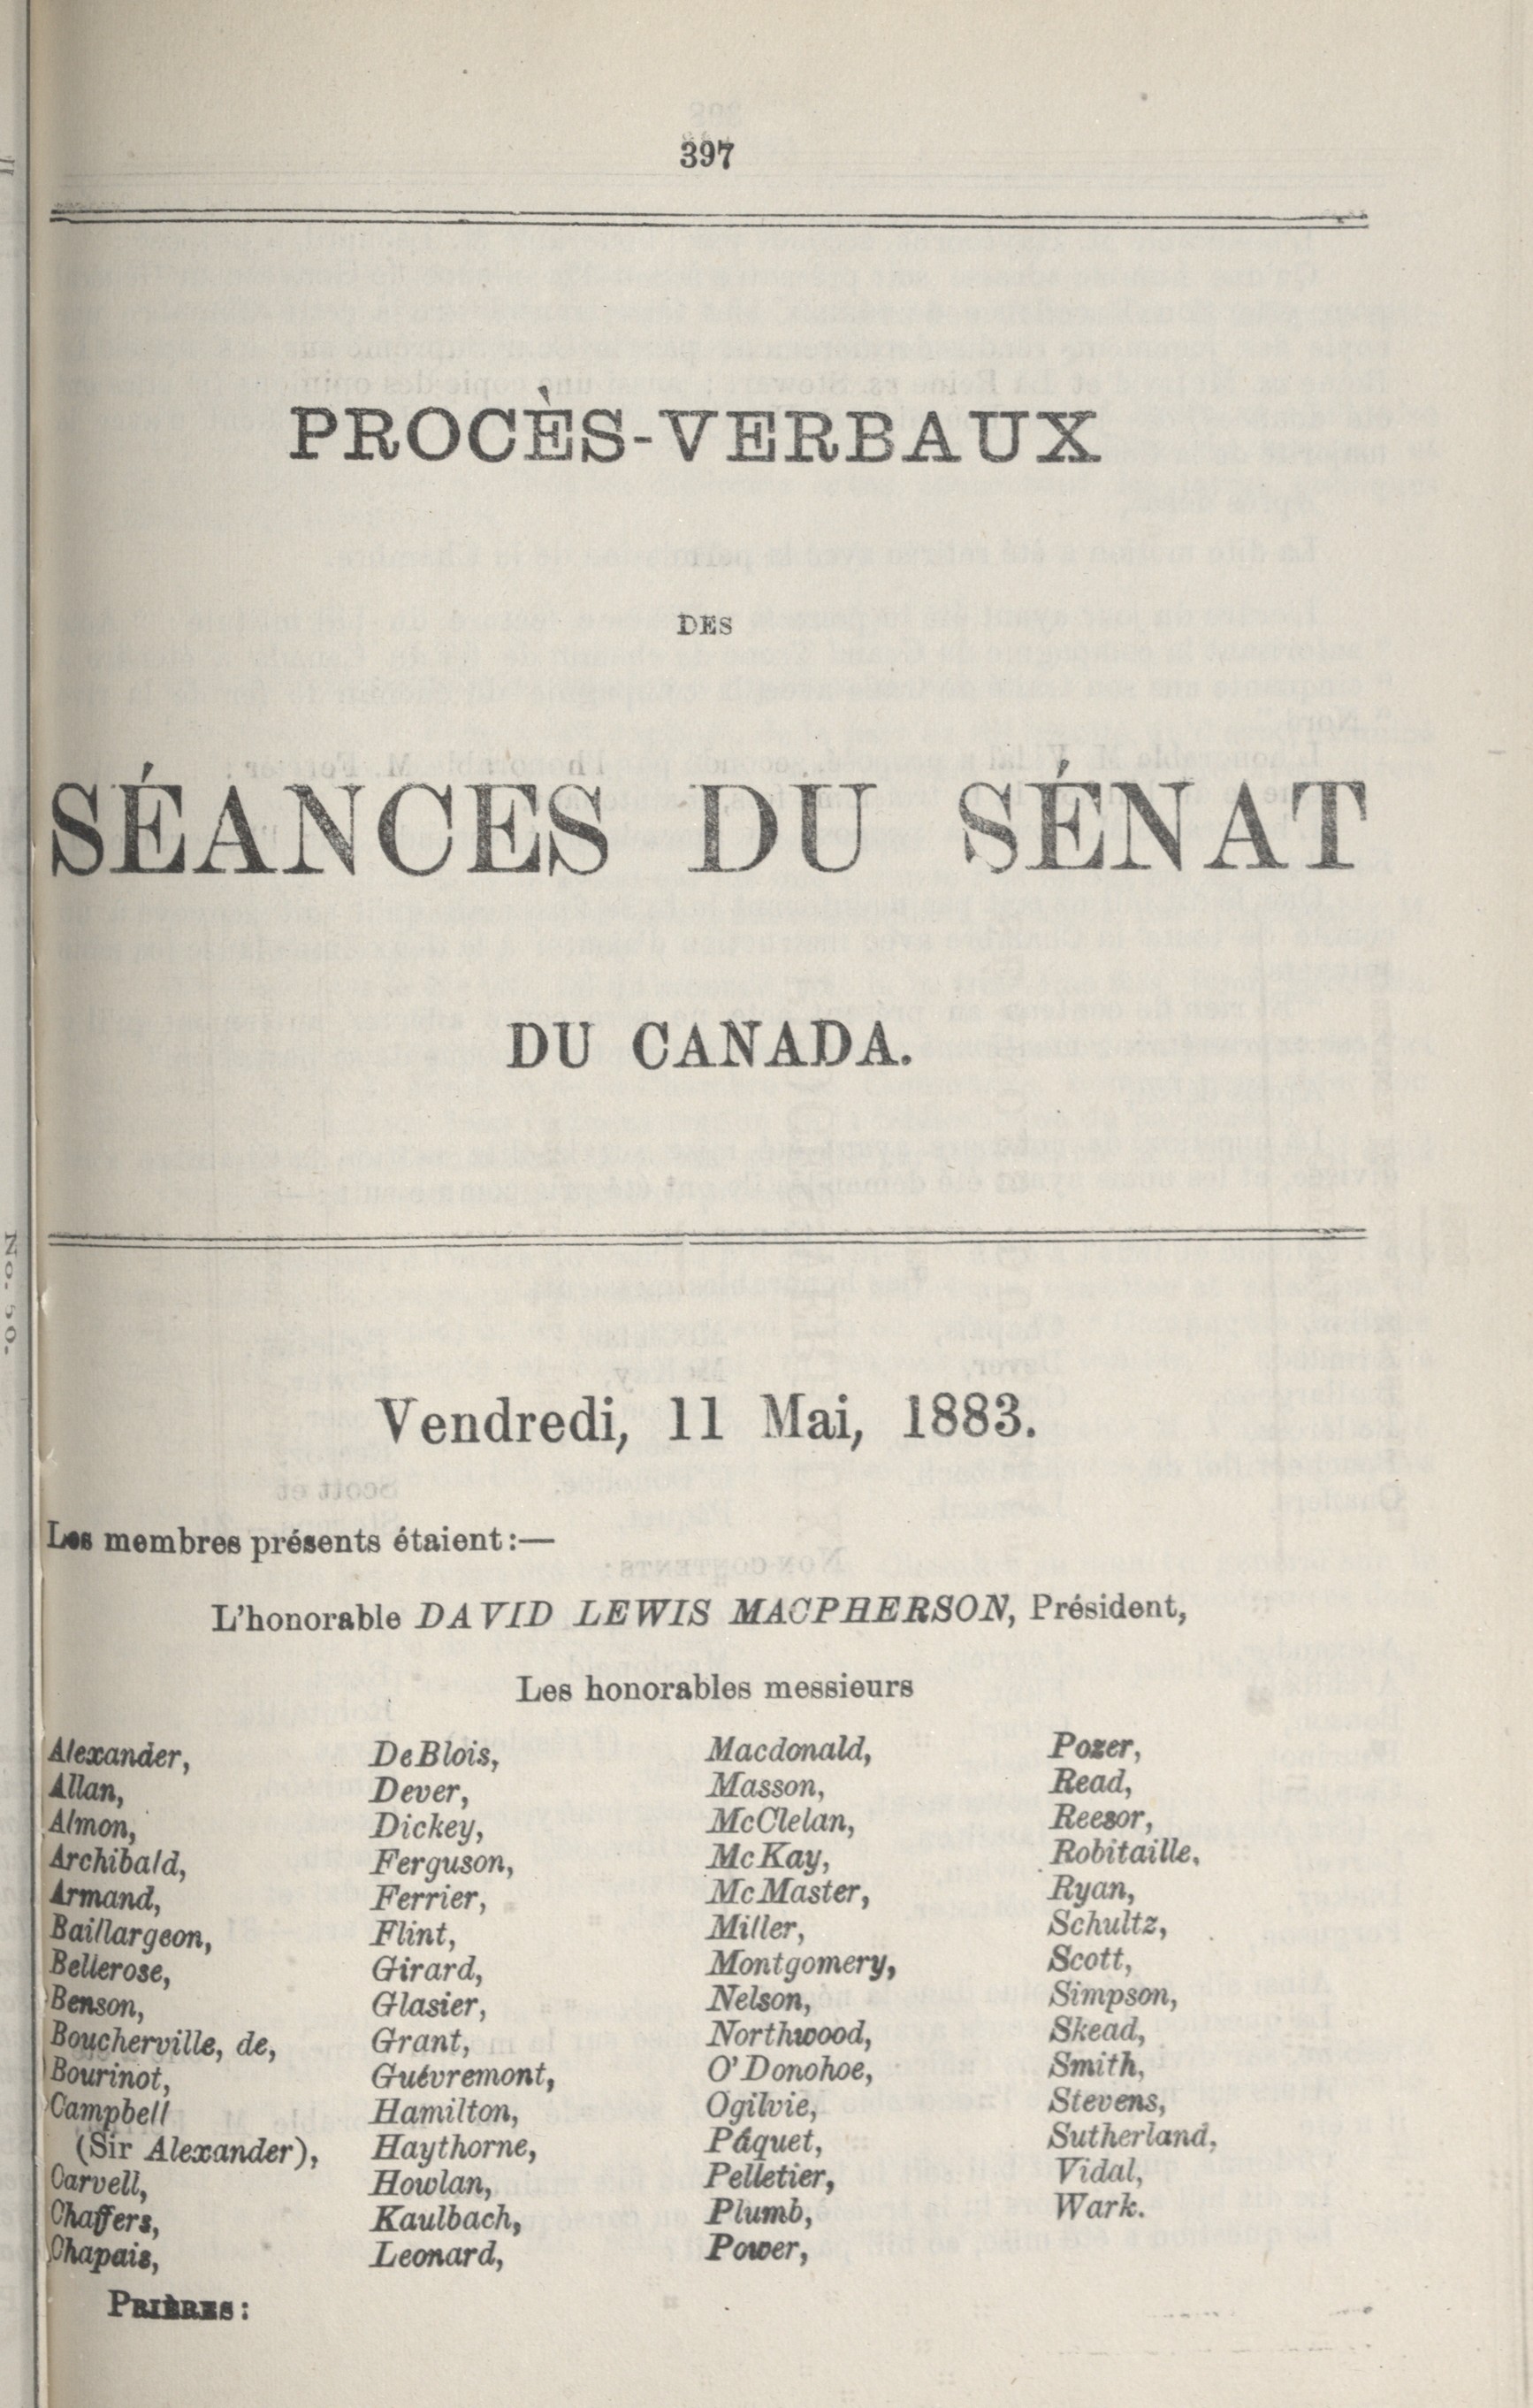 397
PROCÈS-VERBAUX
DES
SÉANCES DU SÉNAT
DU CANADA.
Vendredi, 11 Mai, 1883.
Les membres présents étaient:—
L'honorable DAVID LEWIS MACPHERSON, Président,
Les honorables messieurs
Alexander,
Allan,
Almon,
Archibald,
Armand,
Baillargeon,
Bellerose,
Benson,
Boucherville, de,
Bourinot,
Campbell
(Sir Alexander),
Carvell,
Chaffers,
Chapais,
DeBlois,
Dever,
Dickey,
Ferguson,
Ferrier,
Flint,
Girard,
Glasier,
Grant,
Guévremont,
Hamilton,
Haythorne,
Howlan,
Kaulbach,
Leonard,
Macdonald,
Masson,
McClelan,
McKay,
McMaster,
Miller,
Montgomery,
Nelson,
Northwood,
O'Donohoe,
Ogilvie,
Pâquet,
Pelletier,
Plumb,
Power,
Pozer,
Read,
Reesor,
Robitaille,
Ryan,
Schultz,
Scott,
Simpson,
Skead,
Smith,
Stevens,
Sutherland,
Vidal,
Wark.
PRIÈRES: